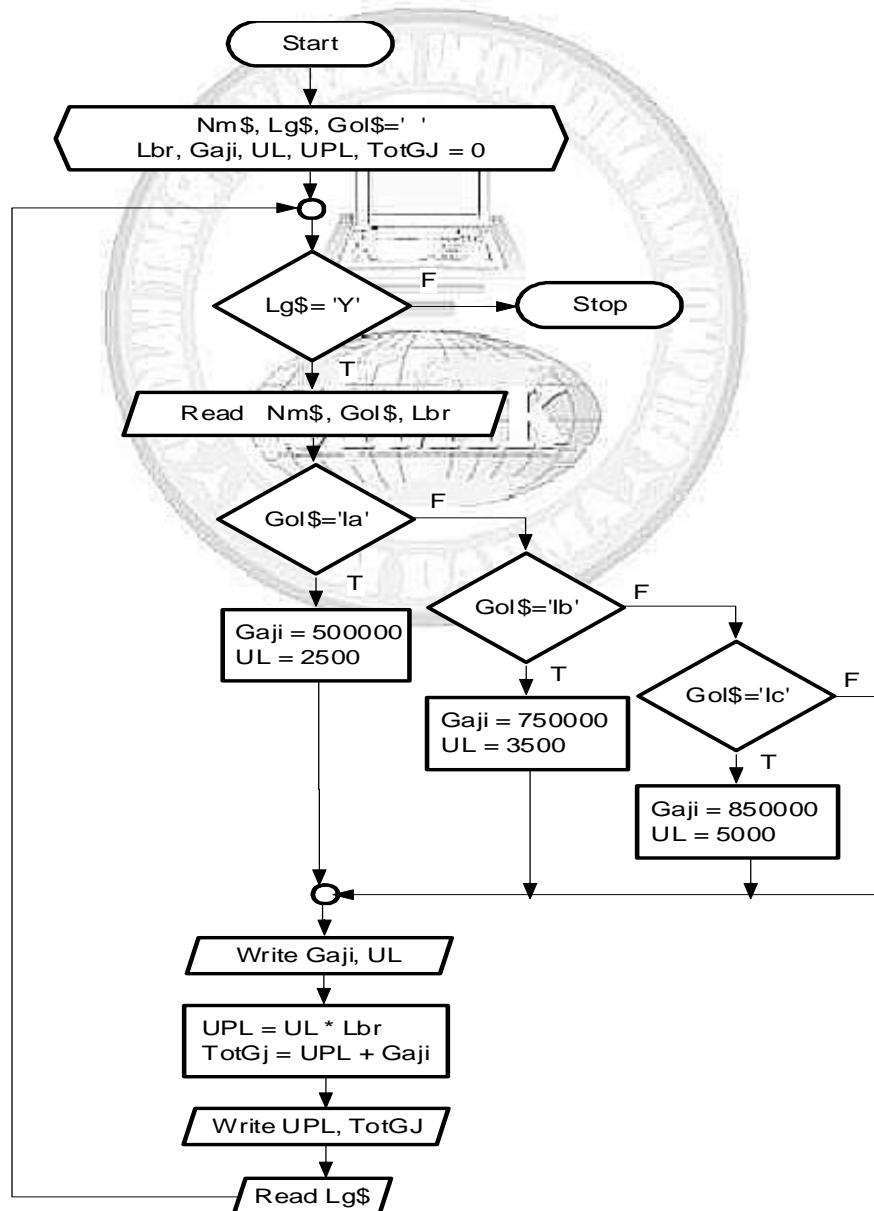 Start
Nm$, Lg$, Gol$=' '
Lbr, Gaji, UL, UPL, TotGJ = 0
Lg$= 'Y'
F
Stop
T
Read Nm$, Gol$, Lbr
Gol$='Ia'
F
T
Gol$='Ib'
F
Gaji = 500000
UL = 2500
T
Gol$='Ic'
F
Gaji = 750000
UL = 3500
T
Gaji = 850000
UL = 5000
Write Gaji, UL
UPL = UL * Lbr
TotGj = UPL + Gaji
Write UPL, TotGJ
Read Lg$